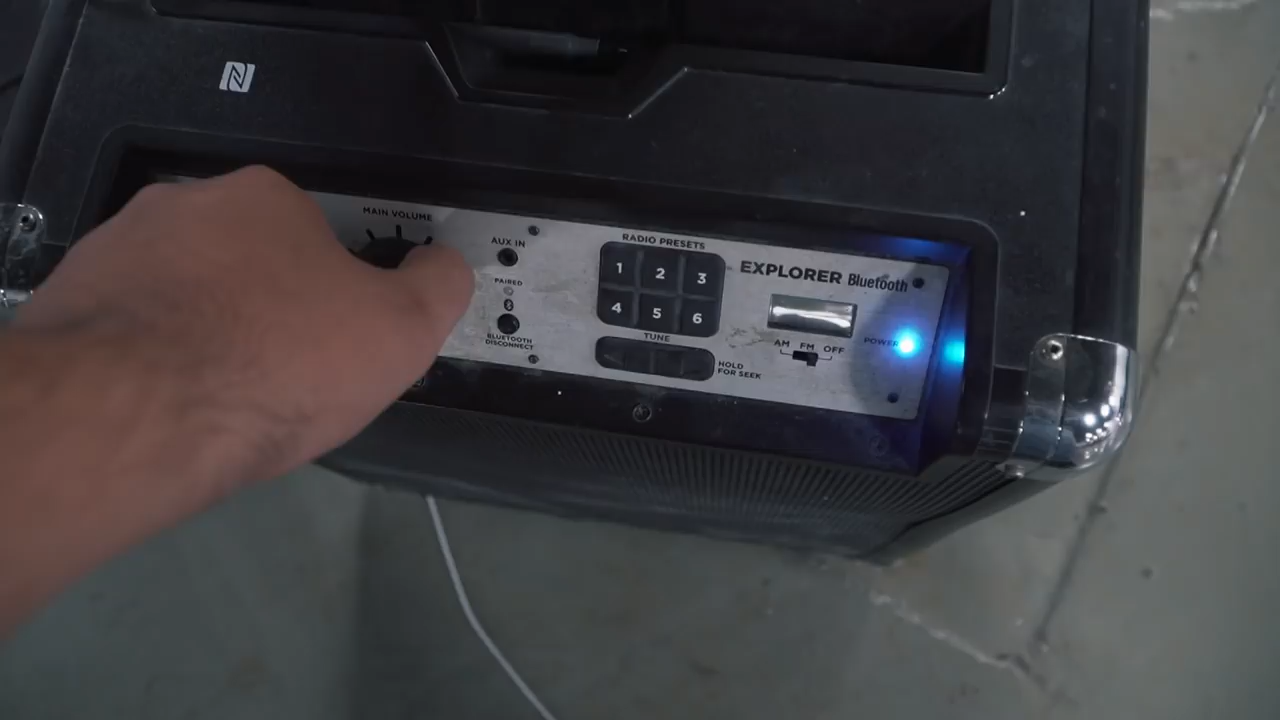 MAIN VOLUME
AUX IN
PAIRED
BLUETOOTH
DISCONNECT
RADIO PRESETS
1 2 3
4 5 6
TUNE
HOLD
FOR SEEK
EXPLORER Bluetooth
AM FM OFF
POWER